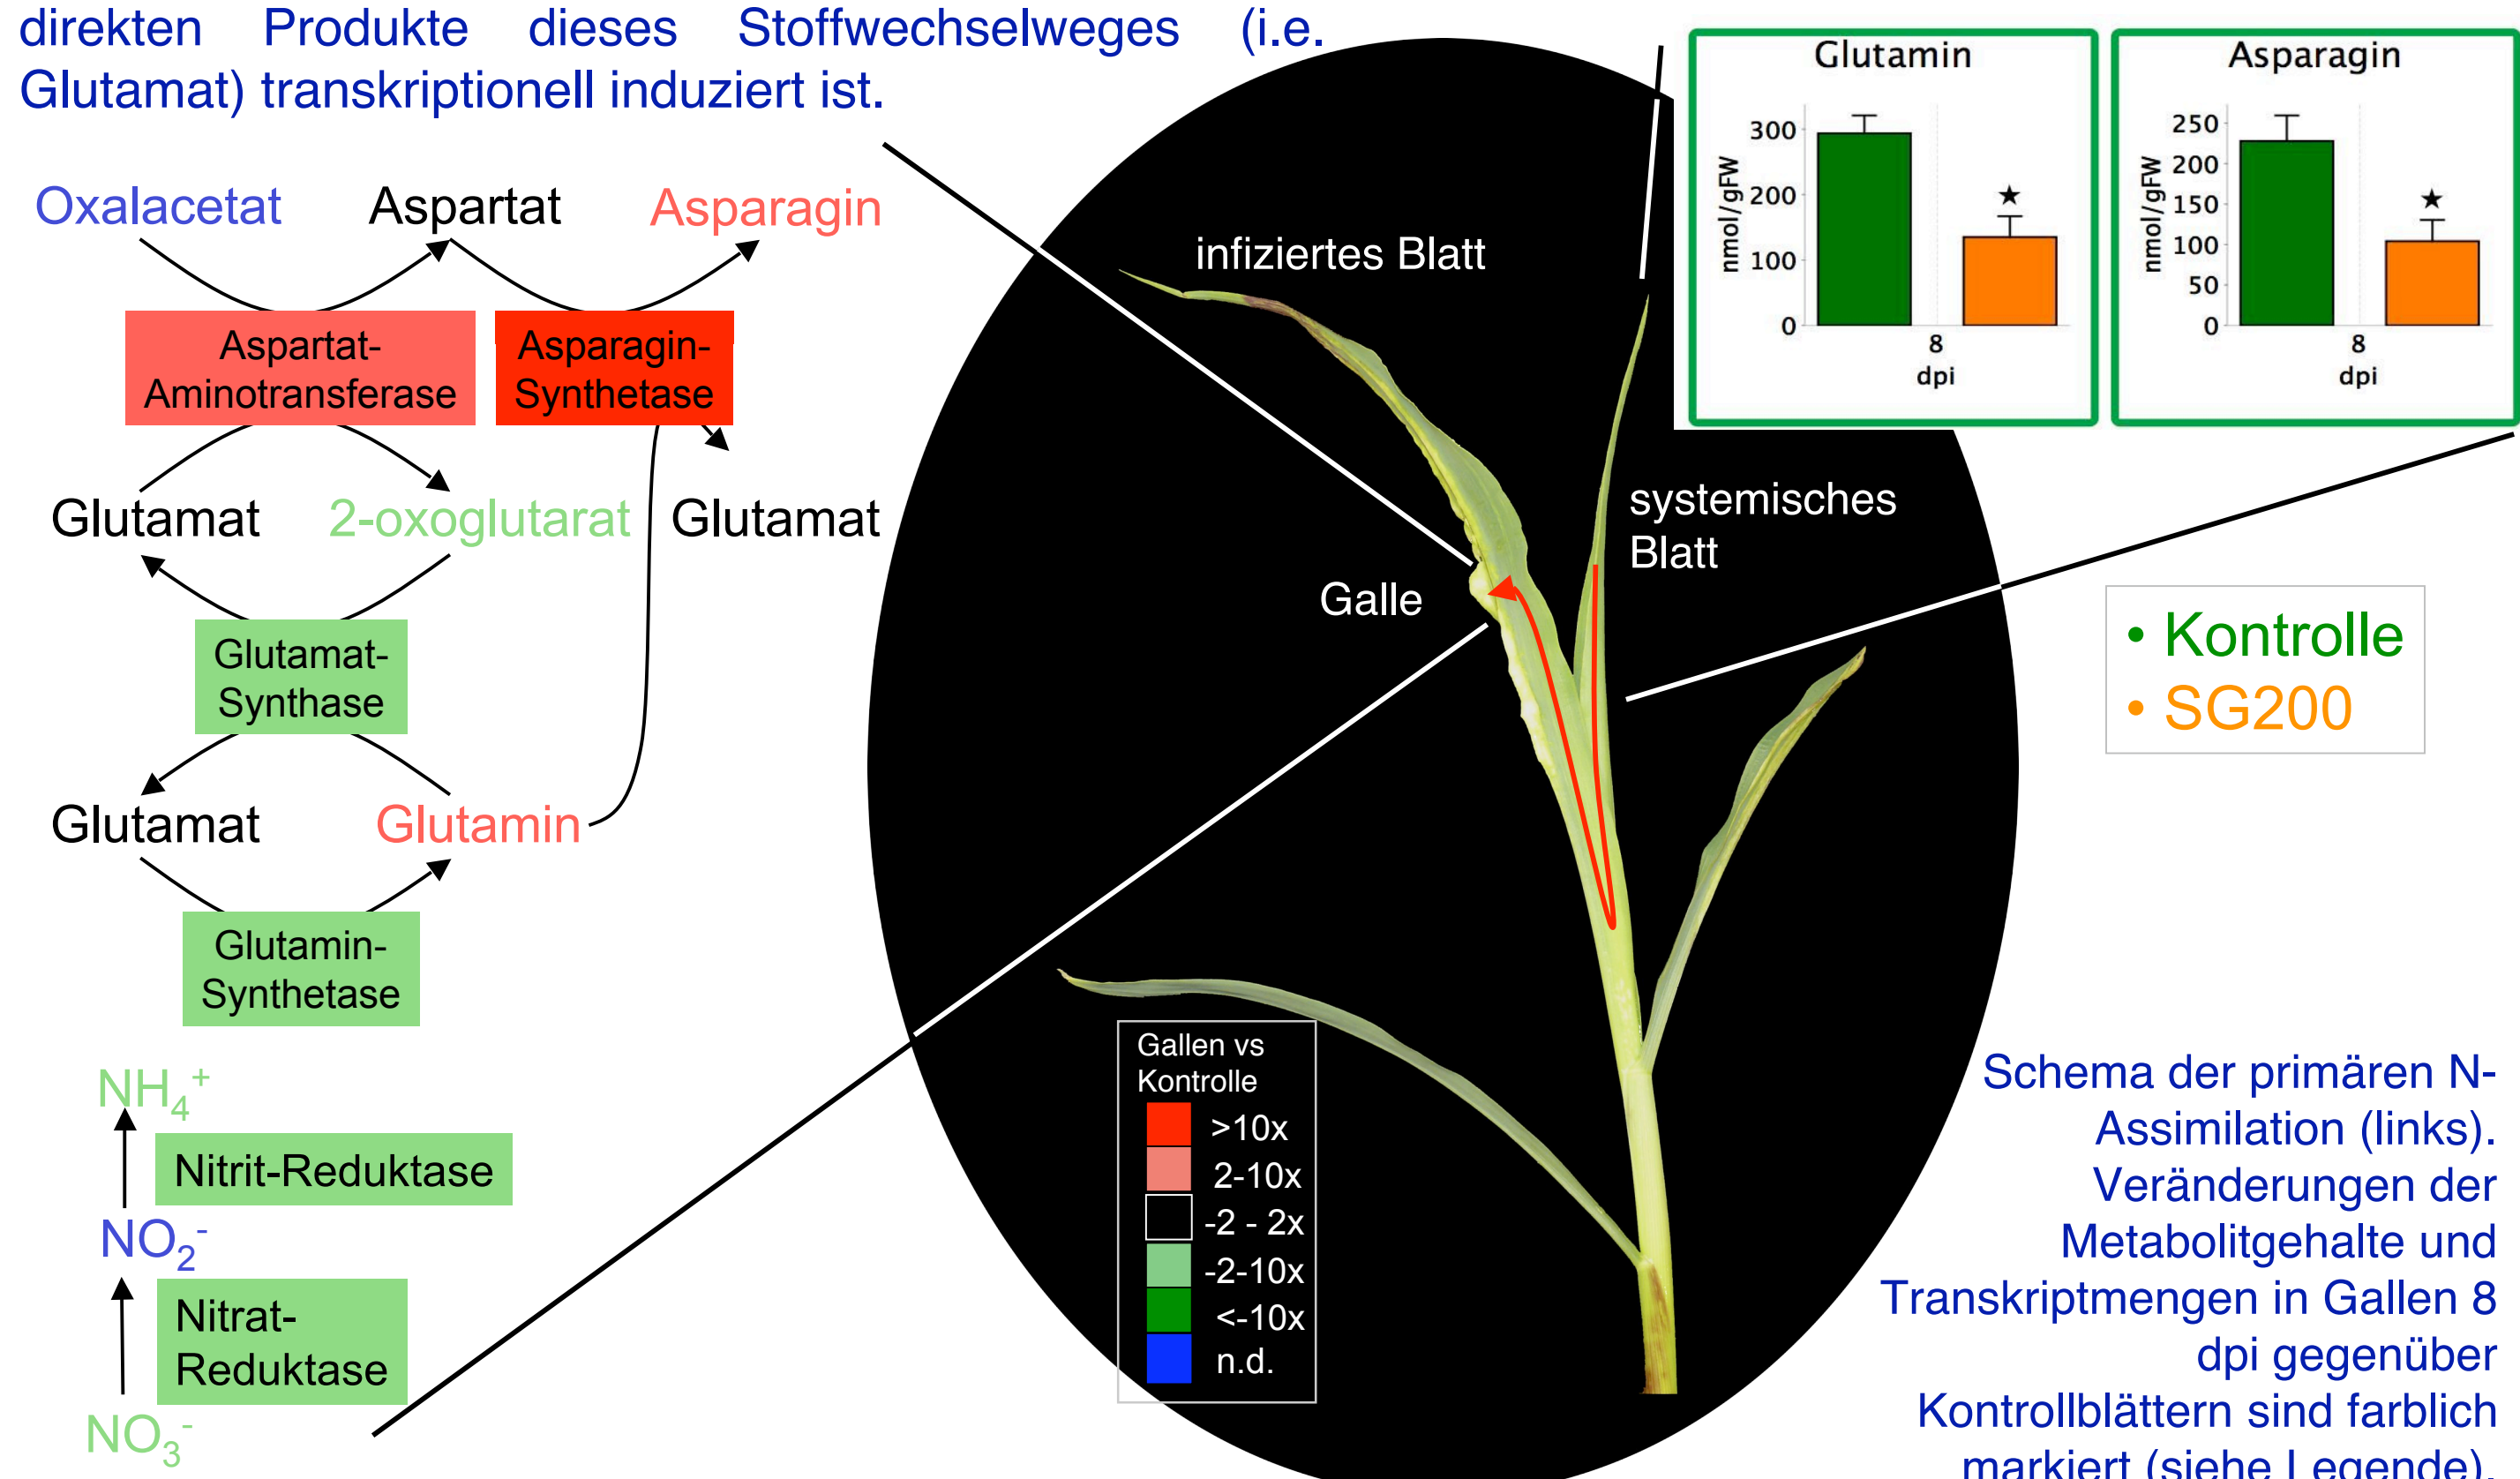 direkten Produkte dieses Stoffwechselweges (i.e.
Glutamat) transkriptionell induziert ist.
Oxalacetat
Aspartat
Asparagin
Aspartat-
Aminotransferase
Asparagin-
Synthetase
Glutamat
2-oxoglutarat
Glutamat
Glutamat-
Synthase
Glutamat
Glutamin
Glutamin-
Synthetase
NH4+
Nitrit-Reduktase
NO2-
Nitrat-
Reduktase
NO3-
infiziertes Blatt
systemisches
Blatt
Galle
Gallen vs
Kontrolle
>10x
2-10x
-2 - 2x
-2-10x
<-10x
n.d.
Glutamin
nmol/gFW
300
200
100
0
★
8
dpi
Asparagin
nmol/gFW
250
200
150
100
50
0
★
8
dpi
• Kontrolle
• SG200
Schema der primären N-
Assimilation (links).
Veränderungen der
Metabolitgehalte und
Transkriptmengen in Gallen 8
dpi gegenüber
Kontrollblättern sind farblich
markiert (siehe Legende).